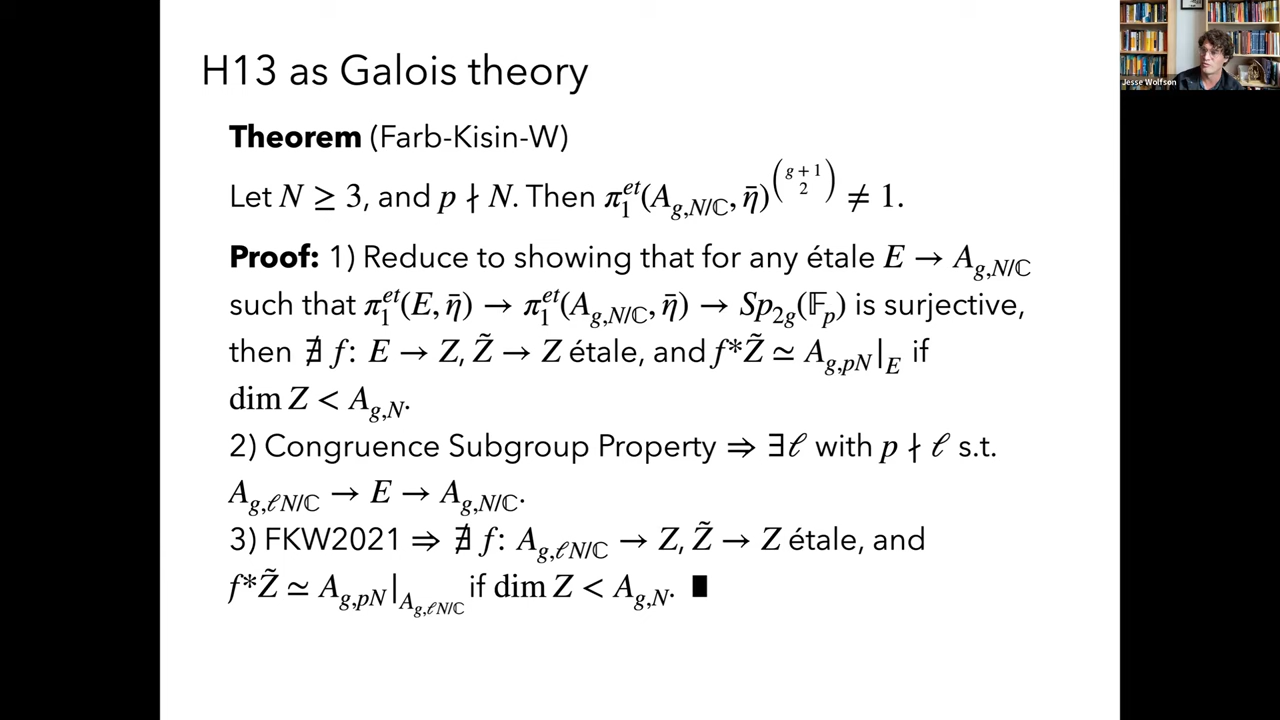 H13 as Galois theory
Jesse Wolfson
Theorem (Farb-Kisin-W)
Let N ≥ 3, and p ∤ N. Then π₁^{et}(A_{g,N/ℂ}, η̄)^{\binom{g+1}{2}} ≠ 1.
Proof: 1) Reduce to showing that for any étale E → A_{g,N/ℂ}
such that π₁^{et}(E, η̄) → π₁^{et}(A_{g,N/ℂ}, η̄) → Sp_{2g}(𝔽_p) is surjective,
then ∄ f: E → Z, Z̃ → Z étale, and f*Z̃ ≃ A_{g,pN}|_E if
dim Z < A_{g,N}.
2) Congruence Subgroup Property ⇒ ∃ℓ with p ∤ ℓ s.t.
A_{g,ℓN/ℂ} → E → A_{g,N/ℂ}.
3) FKW2021 ⇒ ∄ f: A_{g,ℓN/ℂ} → Z, Z̃ → Z étale, and
f*Z̃ ≃ A_{g,pN}|_{A_{g,ℓN/ℂ}} if dim Z < A_{g,N}. ∎